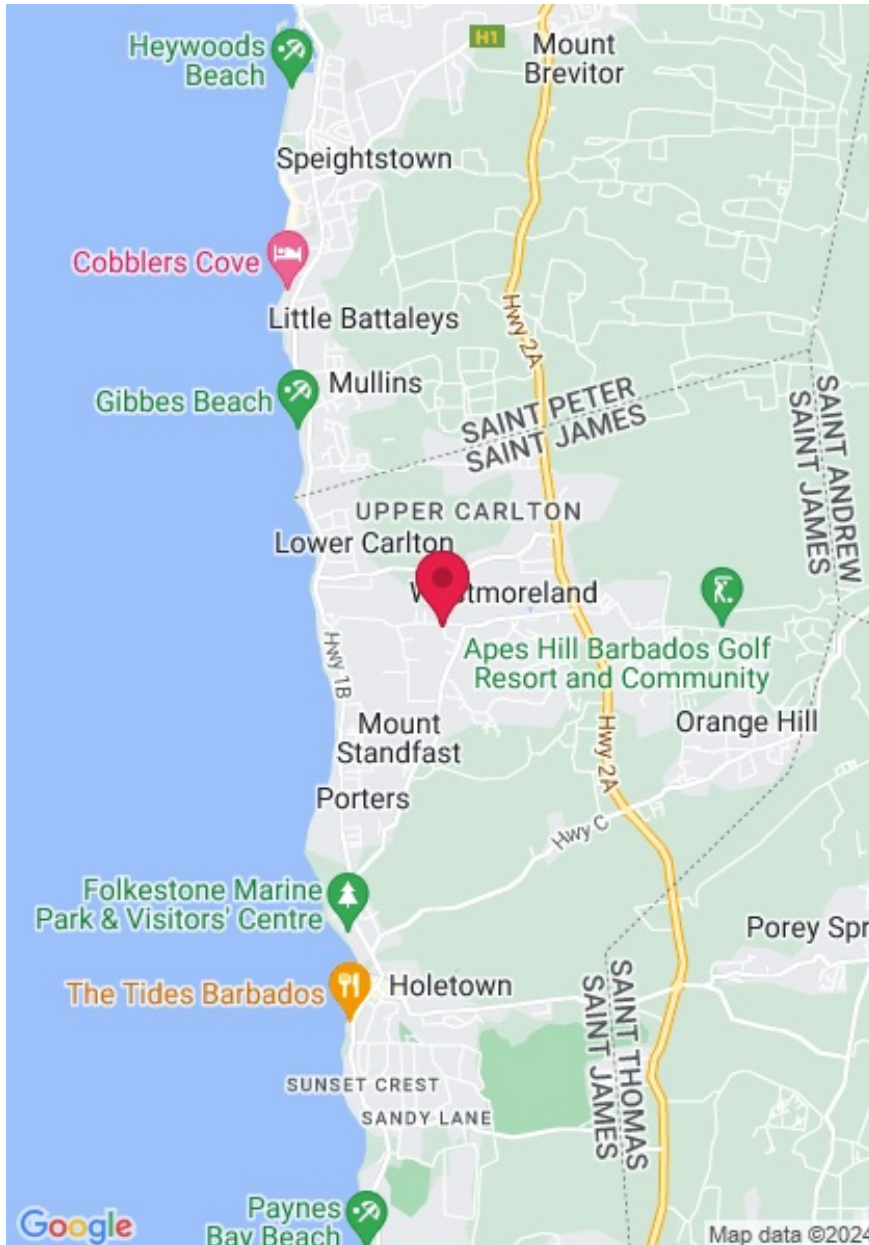 Heywoods
Beach
H1
Mount
Brevitor
Speightstown
Cobblers Cove
Little Battaleys
Hwy 2A
Mullins
Gibbes Beach
SAINT PETER
SAINT JAMES
SAINT ANDREW
SAINT JAMES
UPPER CARLTON
Lower Carlton
Hwy 1B
Apes Hill Barbados Golf
Resort and Community
Mount
Standfast
Orange Hill
Hwy 2A
Porters
Hwy C
Folkestone Marine
Park & Visitors' Centre
Porey Spr
The Tides Barbados
Holetown
SAINT THOMAS
SAINT JAMES
SUNSET CREST
SANDY LANE
Paynes
Bay Beach
Google
Map data ©2024